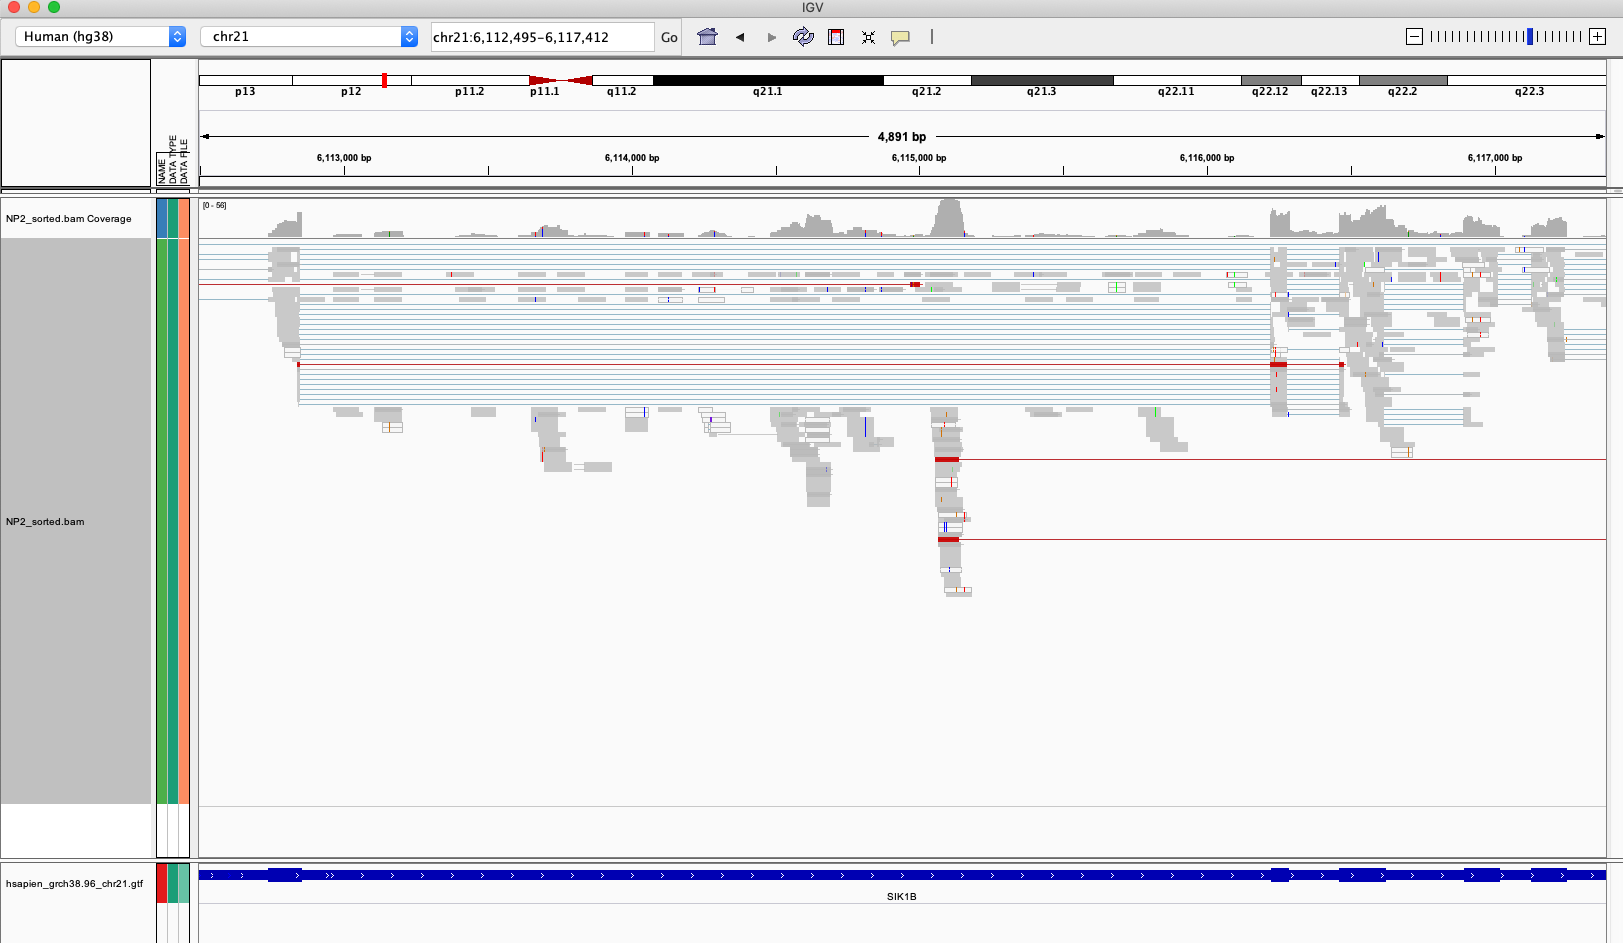 IGV
Human (hg38) chr21 chr21:6,112,495-6,117,412 Go
p13 p12 p11.2 p11.1 q11.2 q21.1 q21.2 q21.3 q22.11 q22.12 q22.13 q22.2 q22.3
4,891 bp
6,113,000 bp 6,114,000 bp 6,115,000 bp 6,116,000 bp 6,117,000 bp
NAME
DATA TYPE
DATA FILE
NP2_sorted.bam Coverage
[0 - 56]
NP2_sorted.bam
hsapien_grch38.96_chr21.gtf
SIK1B